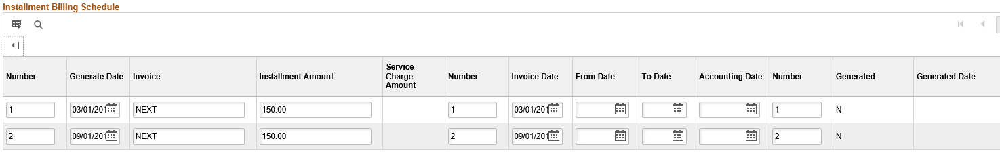 Installment Billing Schedule
Number Generate Date Invoice Installment Amount Service Charge Amount Number Invoice Date From Date To Date Accounting Date Number Generated Generated Date
1 03/01/201 NEXT 150.00 1 03/01/201 1 N
2 09/01/201 NEXT 150.00 2 09/01/201 2 N